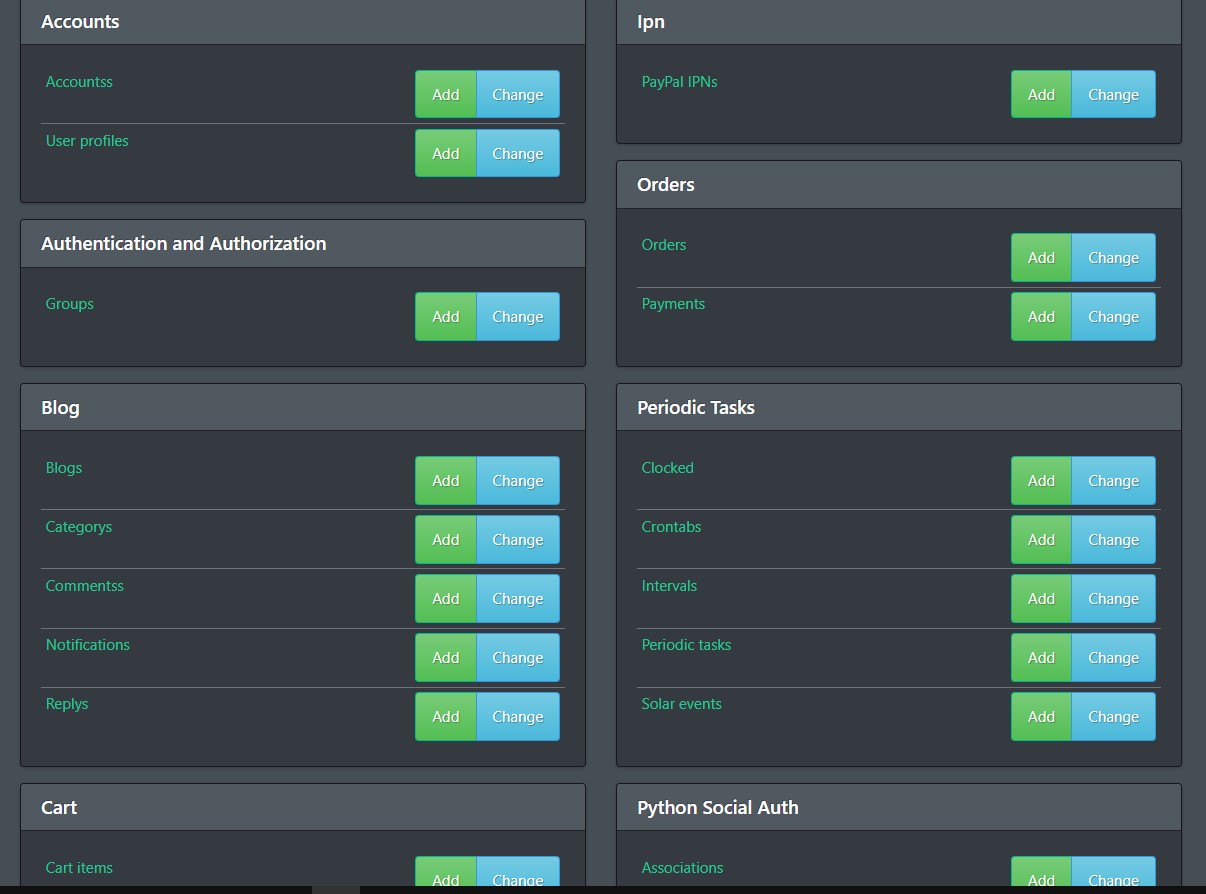 Accounts
Accountss
Add Change
User profiles
Add Change
Authentication and Authorization
Groups
Add Change
Blog
Blogs
Add Change
Categorys
Add Change
Commentss
Add Change
Notifications
Add Change
Replys
Add Change
Cart
Cart items
Add Change
Ipn
PayPal IPNs
Add Change
Orders
Orders
Add Change
Payments
Add Change
Periodic Tasks
Clocked
Add Change
Crontabs
Add Change
Intervals
Add Change
Periodic tasks
Add Change
Solar events
Add Change
Python Social Auth
Associations
Add Change